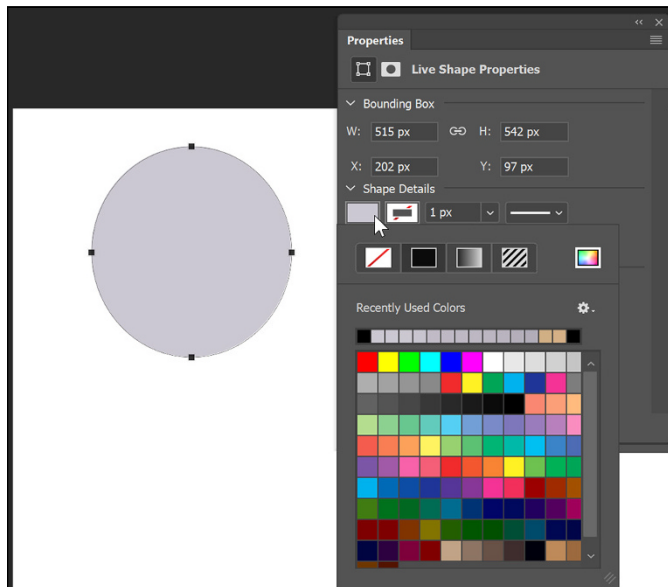 Properties
Live Shape Properties
Bounding Box
W: 515 px H: 542 px
X: 202 px Y: 97 px
Shape Details
1 px
Recently Used Colors